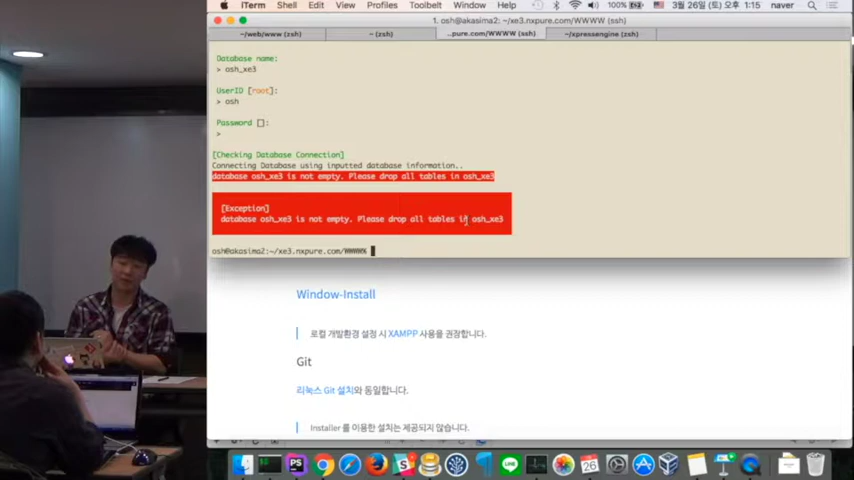 iTerm Shell Edit View Profiles Toolbelt Window Help 100% 3월 26일 (토) 오후 1:15 naver
1. osh@akasima2: ~/xe3.nxpure.com/WWWW (ssh)
~/web/www (zsh) ~ (zsh) ...pure.com/WWW (ssh) ~/xpressengine (zsh)
Database name:
> osh_xe3
UserID [root]:
> osh
Password []:
>
[Checking Database Connection]
Connecting Database using inputted database information..
database osh_xe3 is not empty. Please drop all tables in osh_xe3
[Exception]
database osh_xe3 is not empty. Please drop all tables in osh_xe3
osh@akasima2:~/xe3.nxpure.com/WWWW%
Window-Install
로컬 개발환경 설정 시 XAMPP 사용을 권장합니다.
Git
리눅스 Git 설치와 동일합니다.
Installer 를 이용한 설치는 제공되지 않습니다.